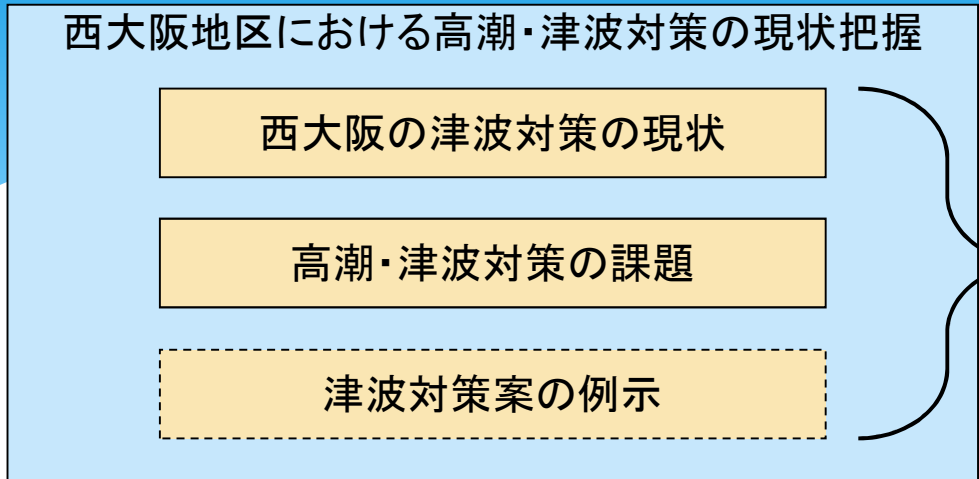 西大阪地区における高潮・津波対策の現状把握
西大阪の津波対策の現状
高潮・津波対策の課題
津波対策案の例示